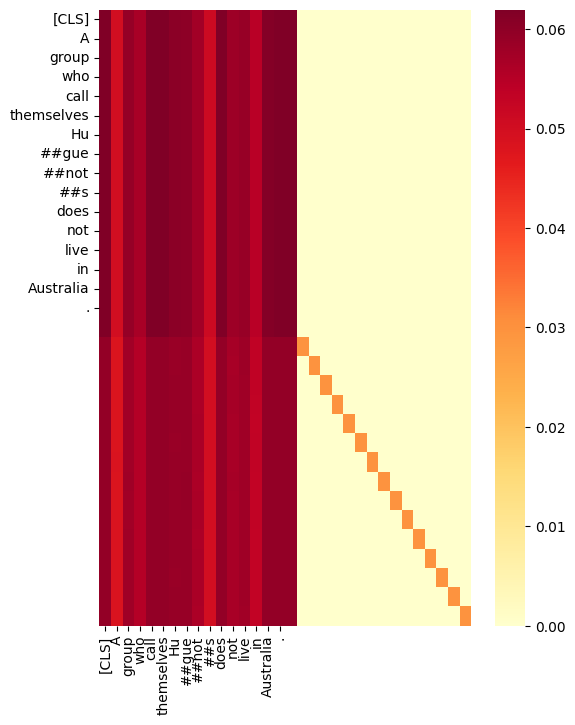 [CLS]
A
group
who
call
themselves
Hu
##gue
##not
##s
does
not
live
in
Australia
.
0.06
0.05
0.04
0.03
0.02
0.01
0.00
[CLS]
A
group
who
call
themselves
Hu
##gue
##not
##s
does
not
live
in
Australia
.